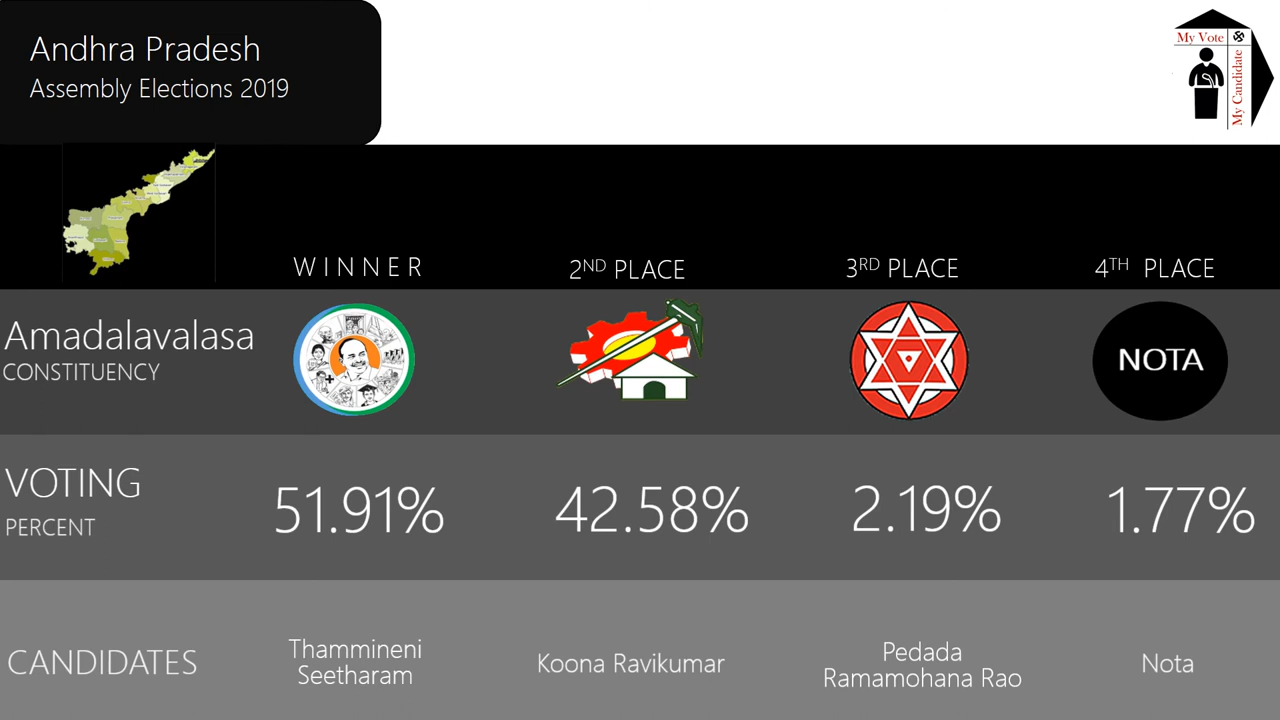 Andhra Pradesh
Assembly Elections 2019
My Vote
My Candidate
WINNER
2ND PLACE
3RD PLACE
4TH PLACE
Amadalavalasa
CONSTITUENCY
NOTA
VOTING
PERCENT
51.91%
42.58%
2.19%
1.77%
CANDIDATES
Thammineni
Seetharam
Koona Ravikumar
Pedada
Ramamohana Rao
Nota